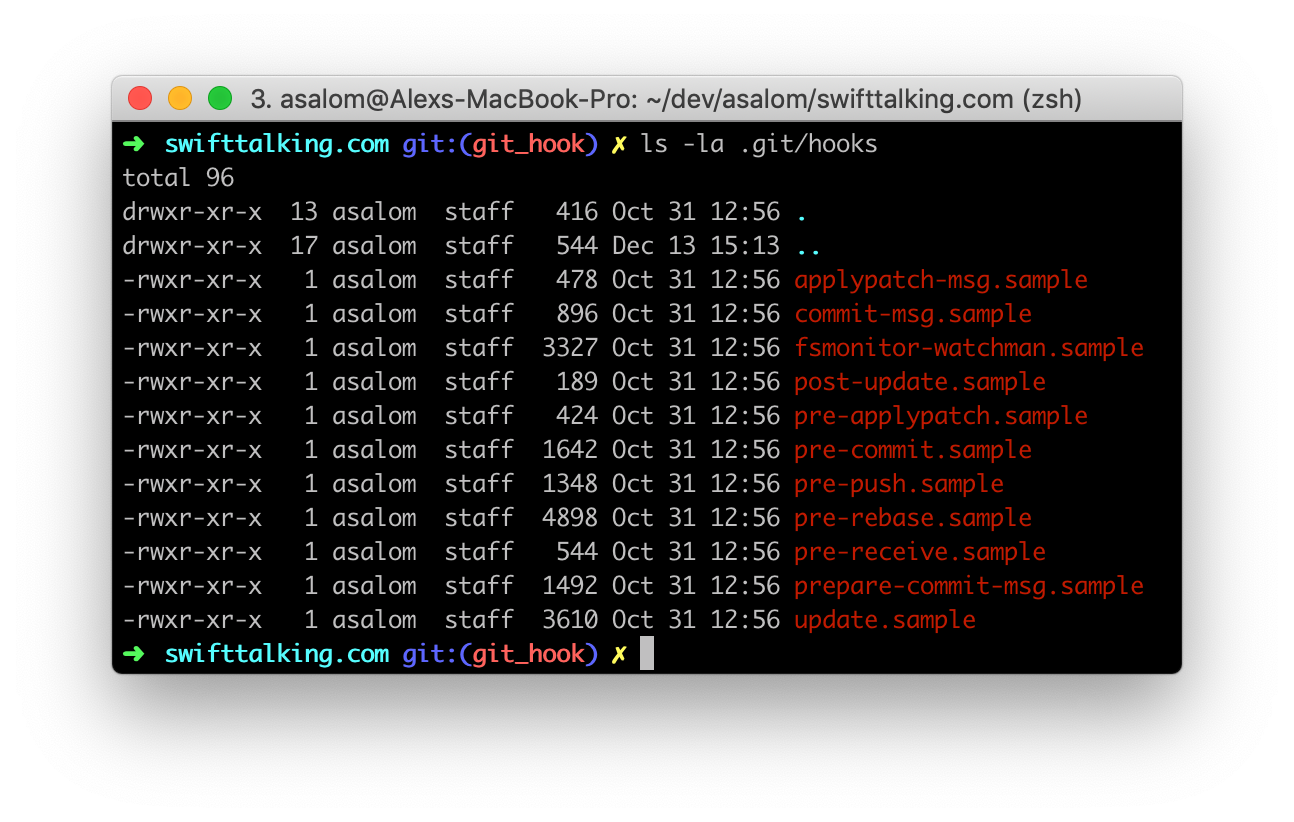 3. asalom@Alexs-MacBook-Pro: ~/dev/asalom/swifttalking.com (zsh)
➜  swifttalking.com git:(git_hook) ✗ ls -la .git/hooks
total 96
drwxr-xr-x  13 asalom  staff   416 Oct 31 12:56 .
drwxr-xr-x  17 asalom  staff   544 Dec 13 15:13 ..
-rwxr-xr-x   1 asalom  staff   478 Oct 31 12:56 applypatch-msg.sample
-rwxr-xr-x   1 asalom  staff   896 Oct 31 12:56 commit-msg.sample
-rwxr-xr-x   1 asalom  staff  3327 Oct 31 12:56 fsmonitor-watchman.sample
-rwxr-xr-x   1 asalom  staff   189 Oct 31 12:56 post-update.sample
-rwxr-xr-x   1 asalom  staff   424 Oct 31 12:56 pre-applypatch.sample
-rwxr-xr-x   1 asalom  staff  1642 Oct 31 12:56 pre-commit.sample
-rwxr-xr-x   1 asalom  staff  1348 Oct 31 12:56 pre-push.sample
-rwxr-xr-x   1 asalom  staff  4898 Oct 31 12:56 pre-rebase.sample
-rwxr-xr-x   1 asalom  staff   544 Oct 31 12:56 pre-receive.sample
-rwxr-xr-x   1 asalom  staff  1492 Oct 31 12:56 prepare-commit-msg.sample
-rwxr-xr-x   1 asalom  staff  3610 Oct 31 12:56 update.sample
➜  swifttalking.com git:(git_hook) ✗